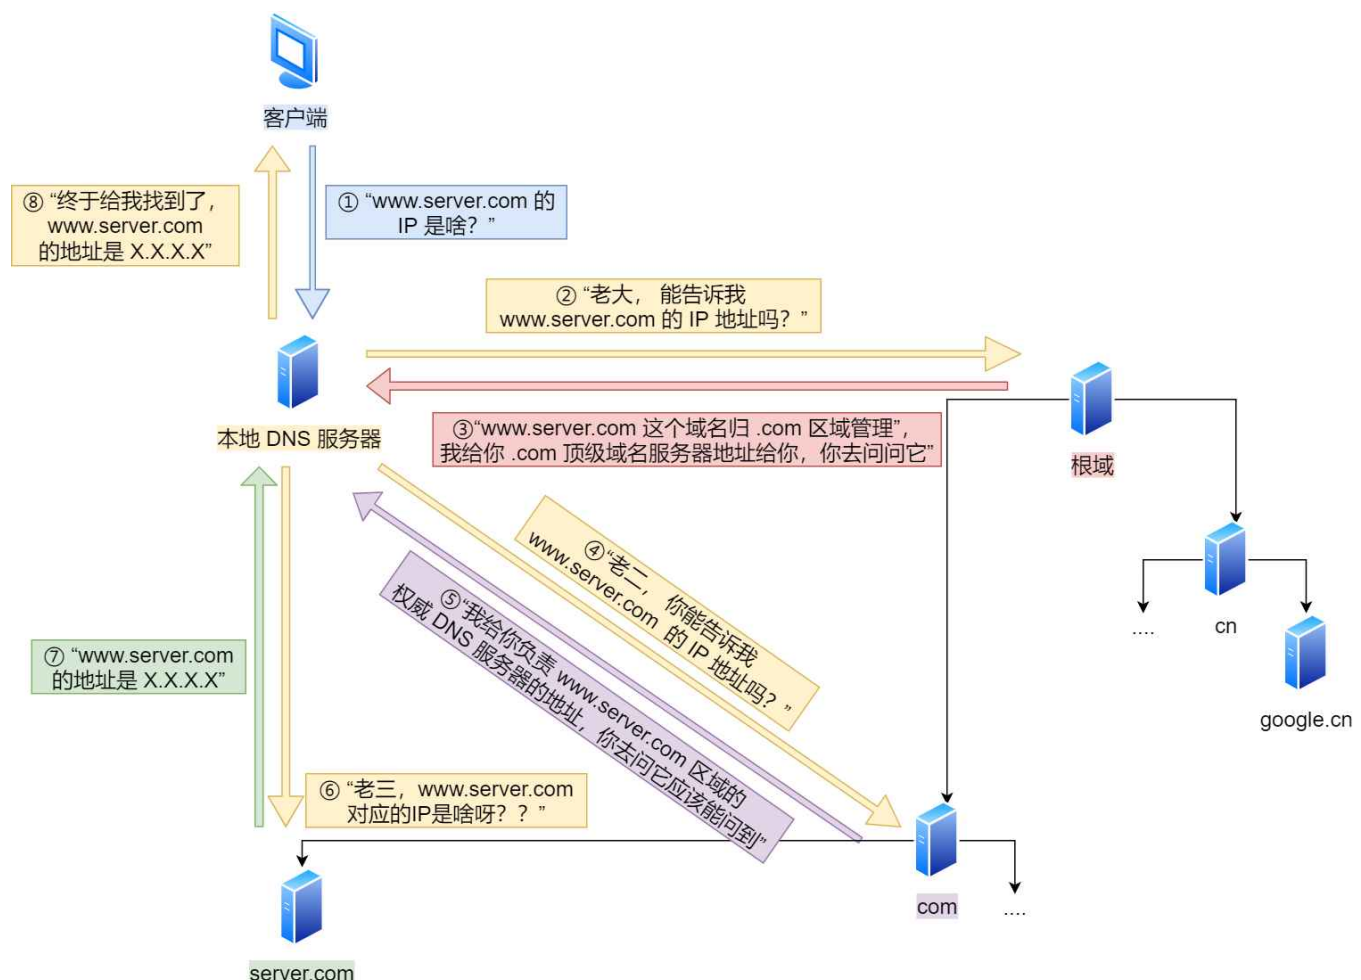 客户端
⑧ “终于给我找到了，
www.server.com
的地址是 X.X.X.X”
① “www.server.com 的
IP 是啥？”
② “老大， 能告诉我
www.server.com 的 IP 地址吗？”
本地 DNS 服务器
③“www.server.com 这个域名归 .com 区域管理”，
我给你 .com 顶级域名服务器地址给你，你去问问它”
根域
④“老二， 你能告诉我
www.server.com 的 IP 地址吗？”
⑤“我给你负责 www.server.com 区域的
权威 DNS 服务器的地址，你去问它应该能问到”
....
cn
google.cn
⑦ “www.server.com
的地址是 X.X.X.X”
⑥ “老三，www.server.com
对应的IP是啥呀？？”
com
....
server.com